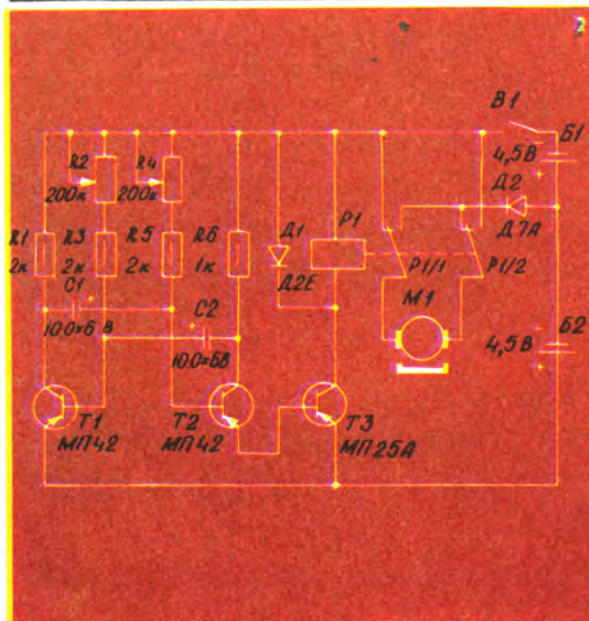 2
В1
Б1
4,5В
R2
200к
R4
200к
Д2
Д7А
R1
2к
R3
2к
R5
2к
R6
1к
Д1
Д2Е
Р1
Р1/1
Р1/2
С1
10,0×6В
С2
10,0×6В
М1
Б2
4,5В
Т1
МП42
Т2
МП42
Т3
МП25А